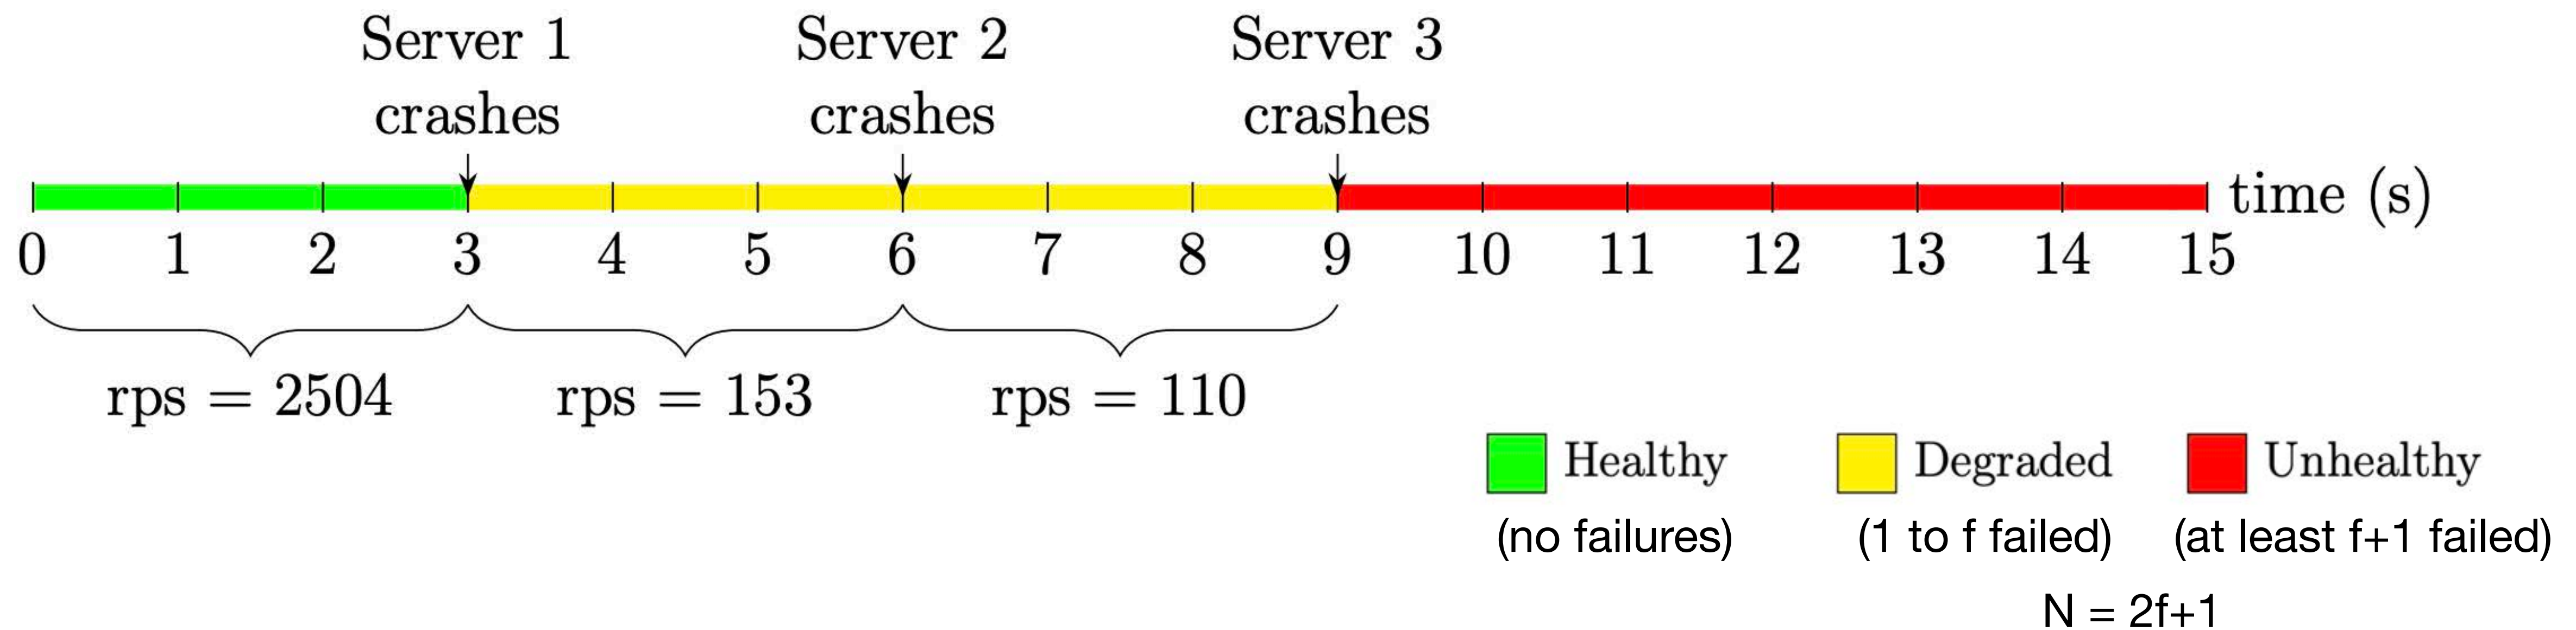 Server 1
crashes
Server 2
crashes
Server 3
crashes
time (s)
0 1 2 3 4 5 6 7 8 9 10 11 12 13 14 15
rps = 2504
rps = 153
rps = 110
Healthy
(no failures)
Degraded
(1 to f failed)
Unhealthy
(at least f+1 failed)
N = 2f+1